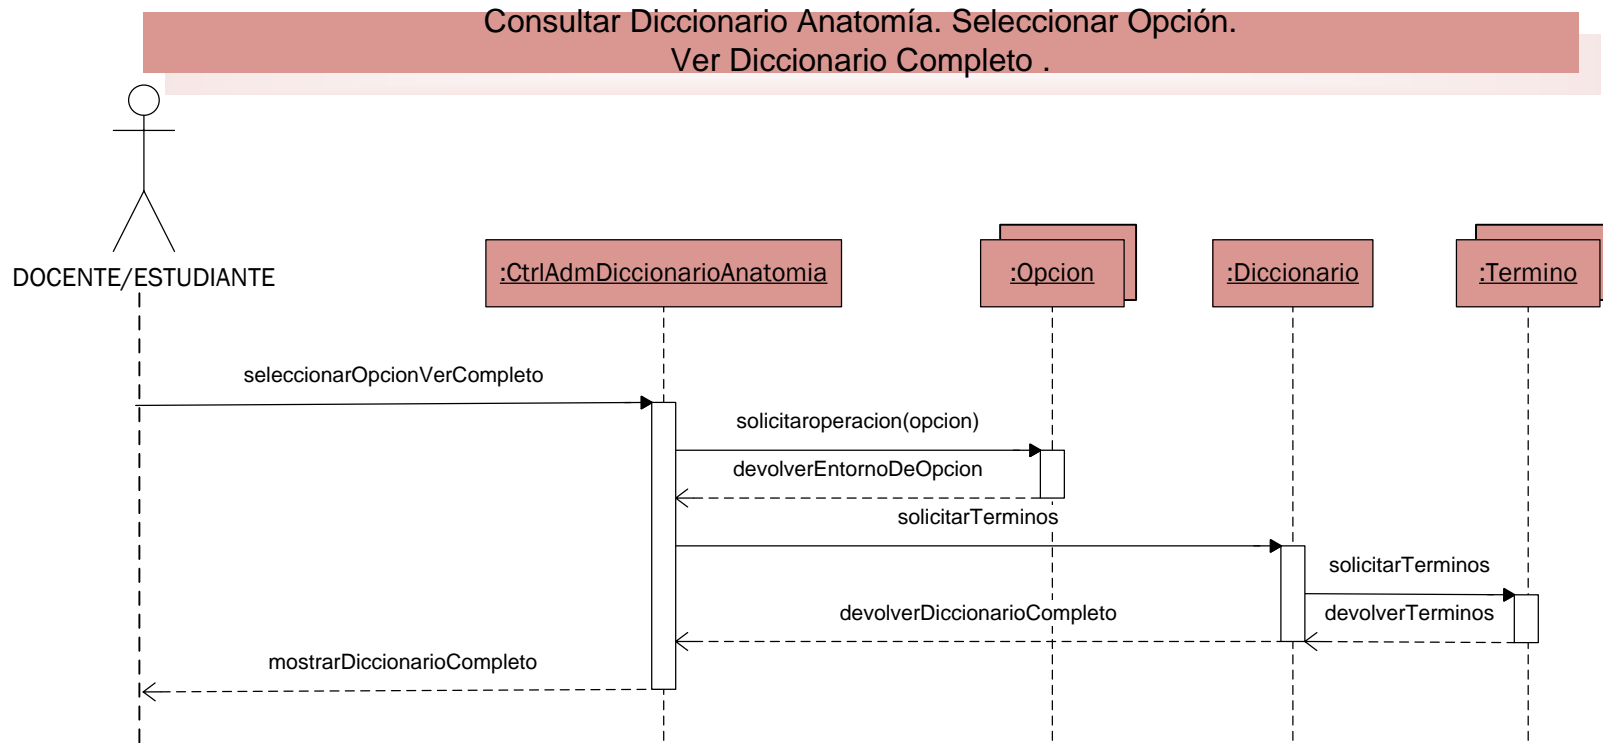 Consultar Diccionario Anatomía. Seleccionar Opción.
Ver Diccionario Completo .
DOCENTE/ESTUDIANTE
:CtrlAdmDiccionarioAnatomia
:Opcion
:Diccionario
:Termino
seleccionarOpcionVerCompleto
solicitaroperacion(opcion)
devolverEntornoDeOpcion
solicitarTerminos
solicitarTerminos
devolverDiccionarioCompleto
devolverTerminos
mostrarDiccionarioCompleto